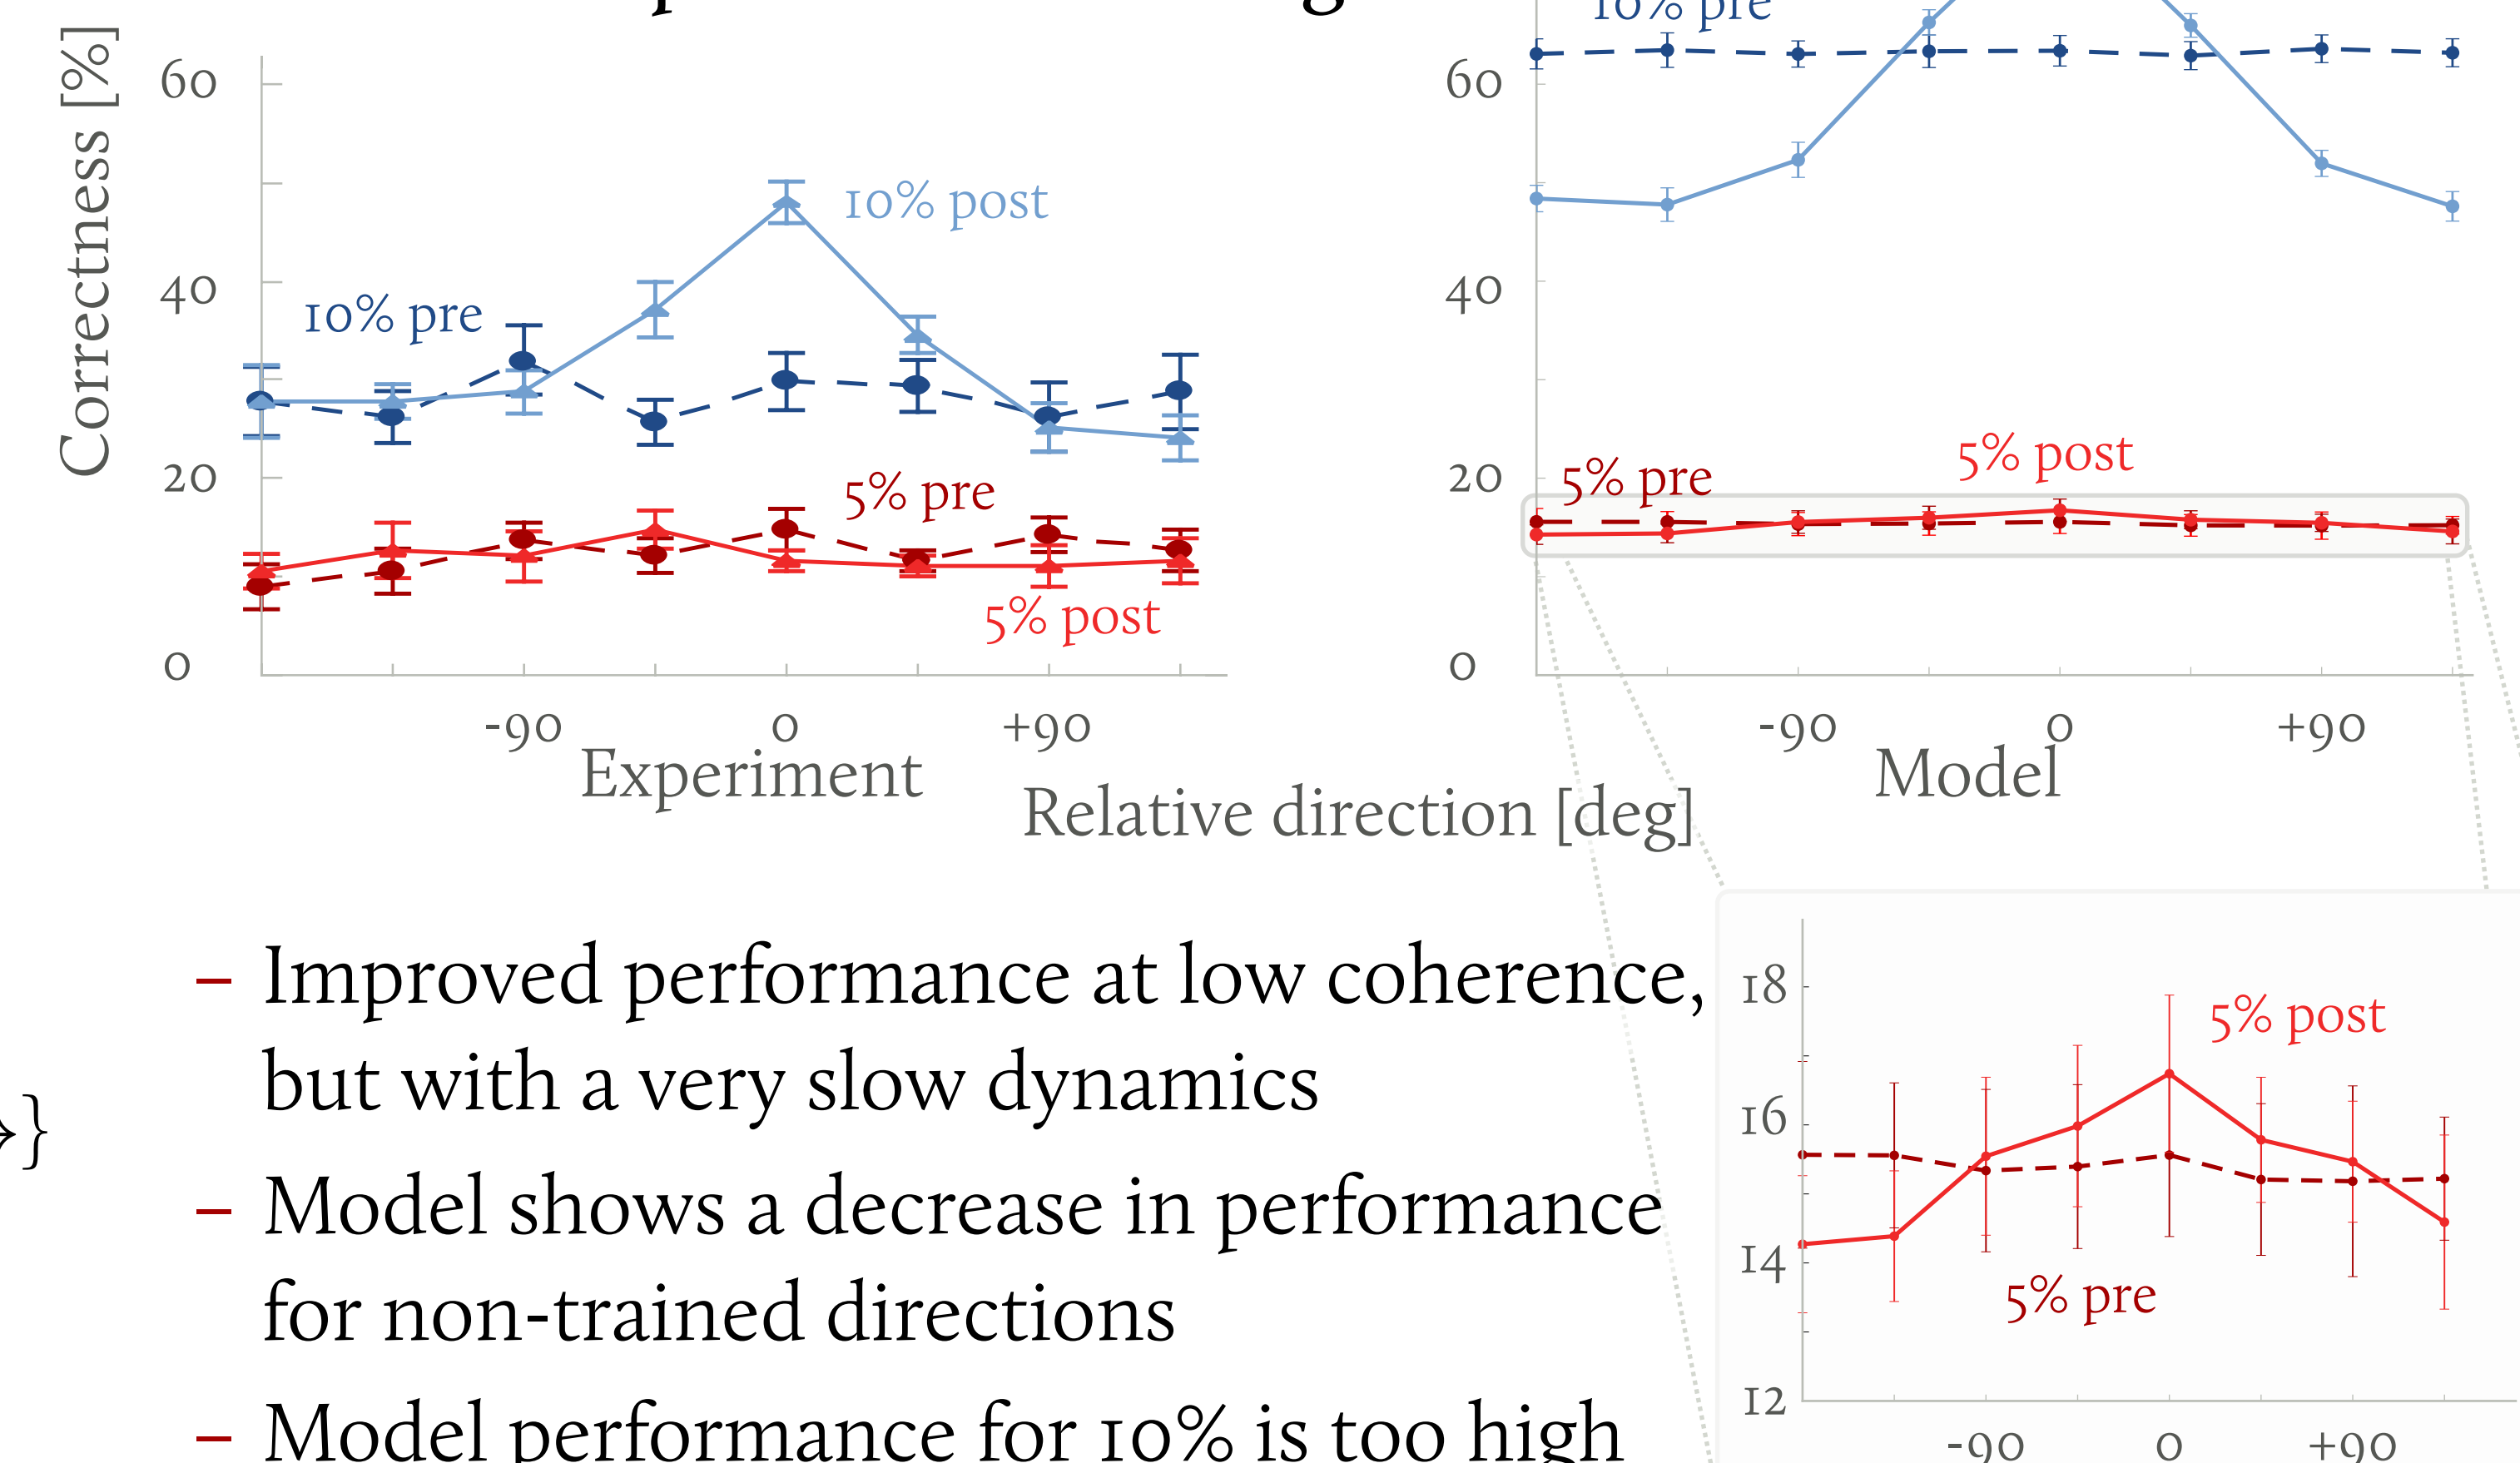 Correctness [%]
60
40
20
0
10% pre
10% post
5% pre
5% post
-90
0
+90
Experiment
10% pre
60
40
20
0
5% pre
5% post
-90
0
+90
Model
Relative direction [deg]
– Improved performance at low coherence,
but with a very slow dynamics
– Model shows a decrease in performance
for non-trained directions
– Model performance for 10% is too high
}
18
16
14
12
5% post
5% pre
-90
0
+90